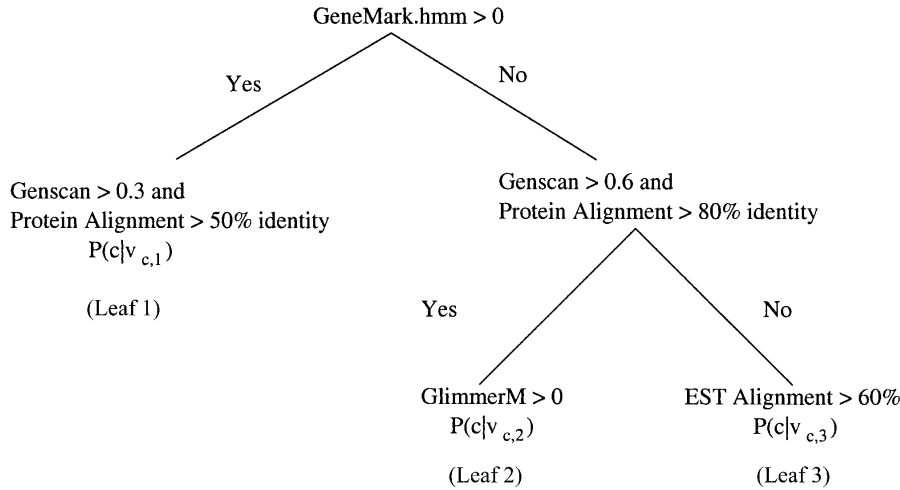 GeneMark.hmm > 0
Yes
No
Genscan > 0.3 and
Protein Alignment > 50% identity
P(c|v c,1)
(Leaf 1)
Genscan > 0.6 and
Protein Alignment > 80% identity
Yes
No
GlimmerM > 0
P(c|v c,2)
(Leaf 2)
EST Alignment > 60%
P(c|v c,3)
(Leaf 3)